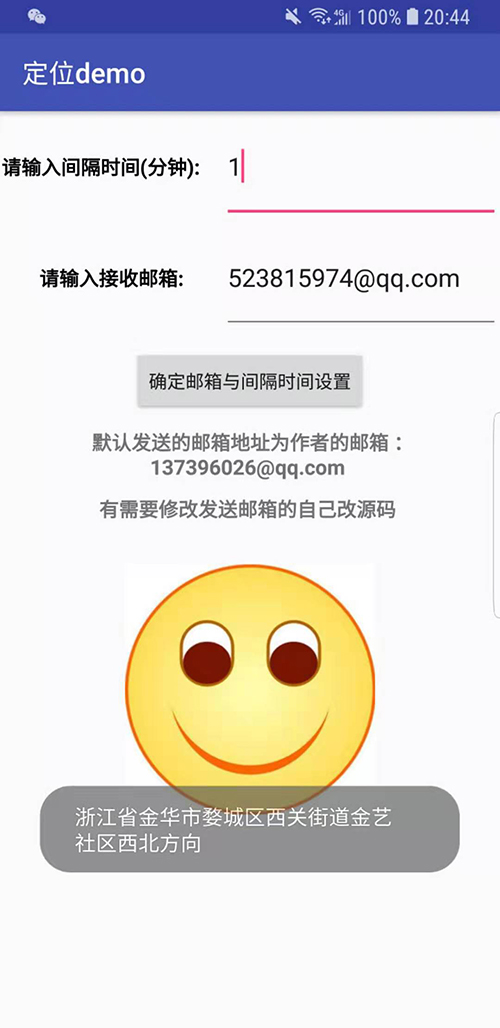 4G 100% 20:44
定位demo
请输入间隔时间(分钟): 1
请输入接收邮箱: 523815974@qq.com
确定邮箱与间隔时间设置
默认发送的邮箱地址为作者的邮箱：
137396026@qq.com
有需要修改发送邮箱的自己改源码
浙江省金华市婺城区西关街道金艺
社区西北方向